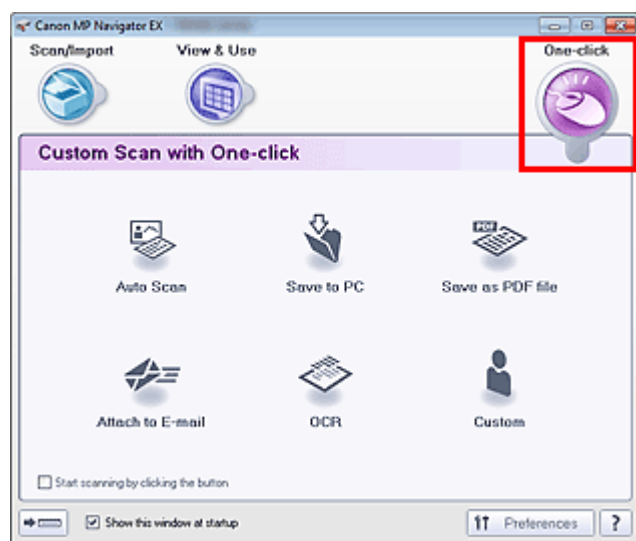 Canon MP Navigator EX
Scan/Import View & Use One-click
Custom Scan with One-click
Auto Scan Save to PC PDF Save as PDF file
Attach to E-mail OCR Custom
Start scanning by clicking the button
Show this window at startup Preferences ?